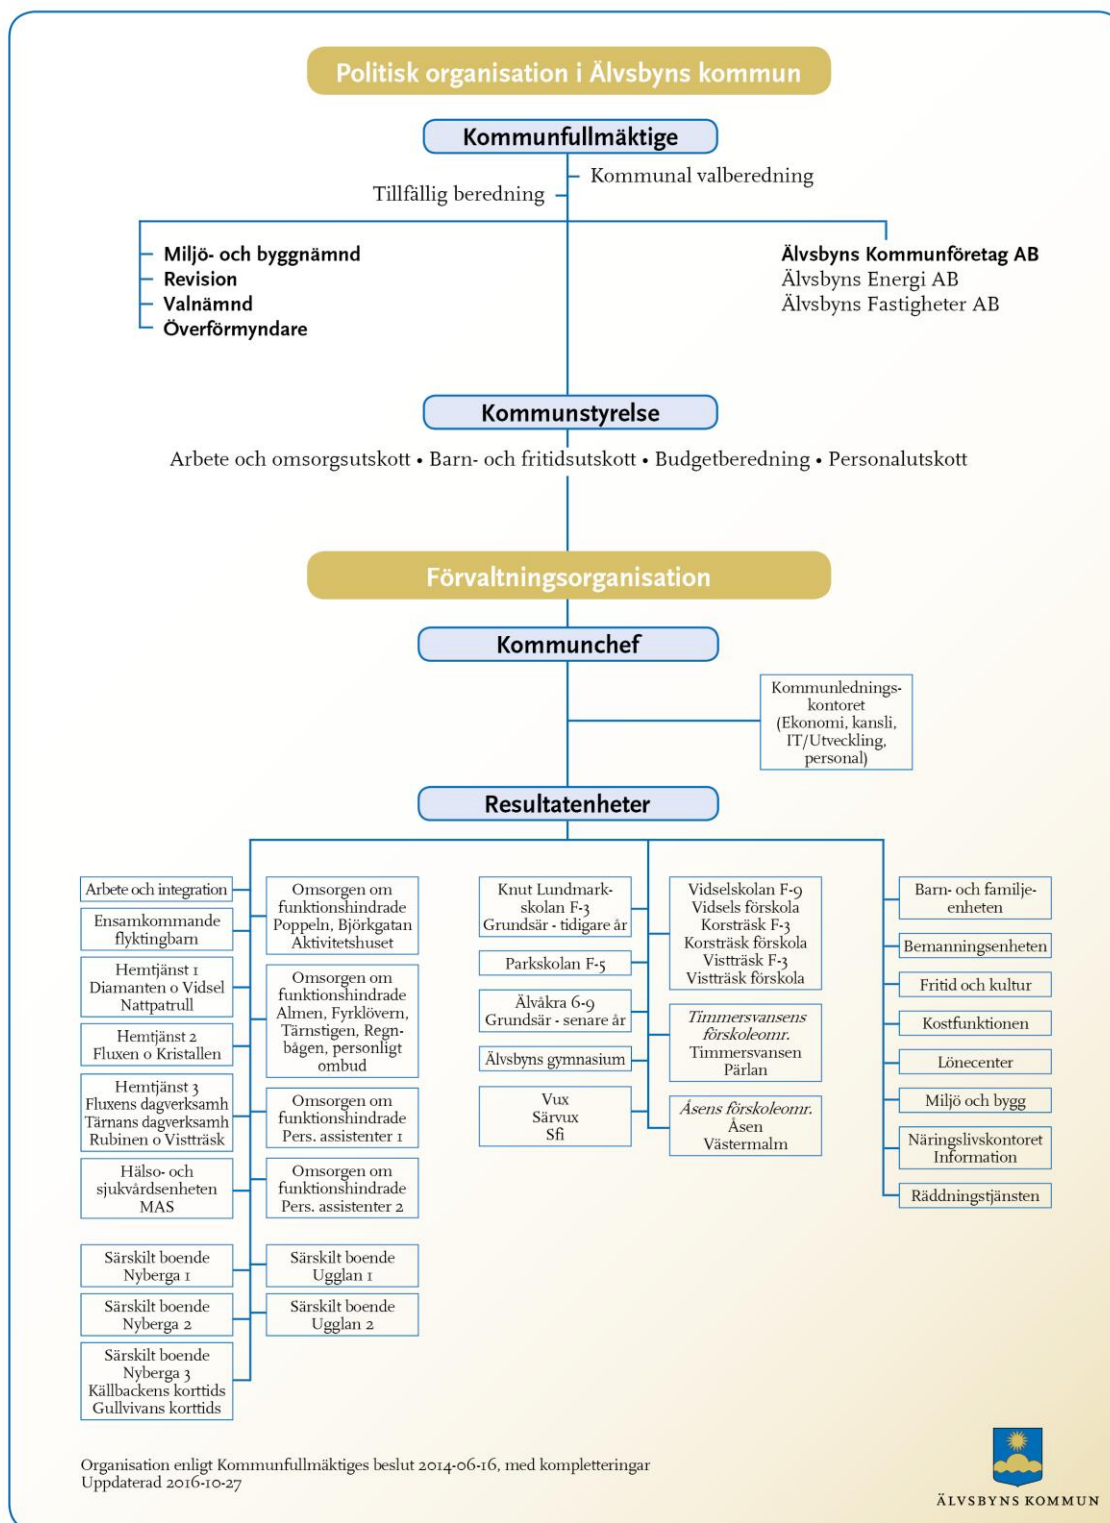 Politisk organisation i Älvsbyns kommun
Kommunfullmäktige
Kommunal valberedning
Tillfällig beredning
Miljö- och byggnämnd
Revision
Valnämnd
Överförmyndare
Älvsbyns Kommunföretag AB
Älvsbyns Energi AB
Älvsbyns Fastigheter AB
Kommunstyrelse
Arbete och omsorgsutskott • Barn- och fritidsutskott • Budgetberedning • Personalutskott
Förvaltningsorganisation
Kommunchef
Kommunlednings-
kontoret
(Ekonomi, kansli,
IT/Utveckling,
personal)
Resultatenheter
Arbete och integration
Ensamkommande
flyktingbarn
Hemtjänst 1
Diamanten o Vidsel
Nattpatrull
Hemtjänst 2
Fluxen o Kristallen
Hemtjänst 3
Fluxens dagverksamh
Tärnans dagverksamh
Rubinen o Vistträsk
Hälso- och
sjukvårdsenheten
MAS
Särskilt boende
Nyberga 1
Särskilt boende
Nyberga 2
Särskilt boende
Nyberga 3
Källbackens korttids
Gullvivans korttids
Omsorgen om
funktionshindrade
Poppeln, Björkgatan
Aktivitetshuset
Omsorgen om
funktionshindrade
Almen, Fyrklövern,
Tärnstigen, Regn-
bågen, personligt
ombud
Omsorgen om
funktionshindrade
Pers. assistenter 1
Omsorgen om
funktionshindrade
Pers. assistenter 2
Särskilt boende
Ugglan 1
Särskilt boende
Ugglan 2
Knut Lundmark-
skolan F-3
Grundsär - tidigare år
Parkskolan F-5
Älvåkra 6-9
Grundsär - senare år
Älvsbyns gymnasium
Vux
Särvux
Sfi
Vidselskolan F-9
Vidsels förskola
Korsträsk F-3
Korsträsk förskola
Vistträsk F-3
Vistträsk förskola
Timmersvansens
förskoleomr.
Timmersvansen
Pärlan
Åsens förskoleomr.
Åsen
Västermalm
Barn- och familje-
enheten
Bemanningsenheten
Fritid och kultur
Kostfunktionen
Lönecenter
Miljö och bygg
Näringslivskontoret
Information
Räddningstjänsten
Organisation enligt Kommunfullmäktiges beslut 2014-06-16, med kompletteringar
Uppdaterad 2016-10-27
ÄLVSBYNS KOMMUN